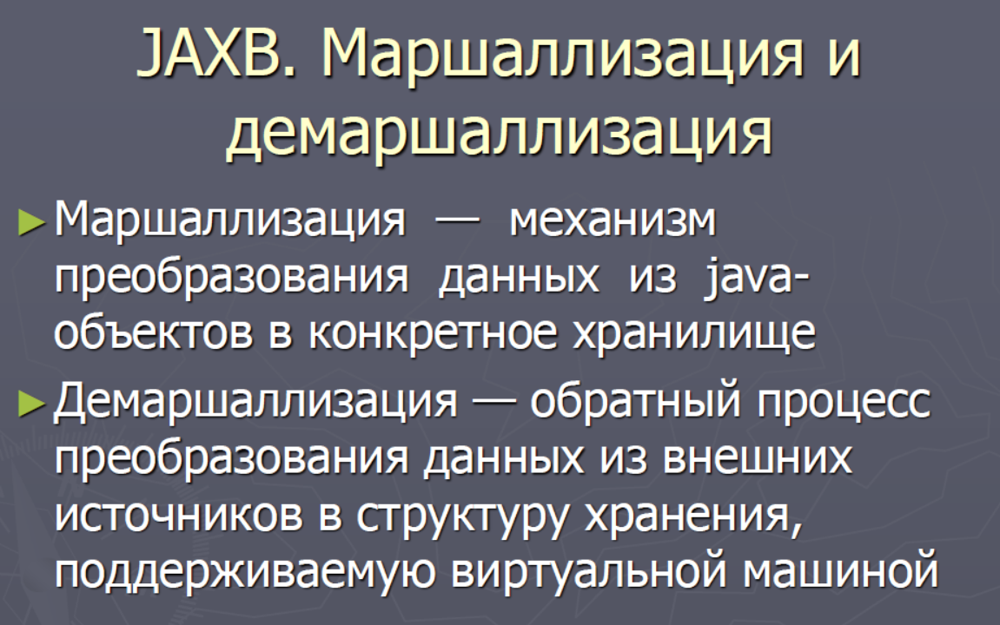 JAXB. Маршаллизация и
демаршаллизация
► Маршаллизация — механизм
преобразования данных из java-
объектов в конкретное хранилище
► Демаршаллизация — обратный процесс
преобразования данных из внешних
источников в структуру хранения,
поддерживаемую виртуальной машиной